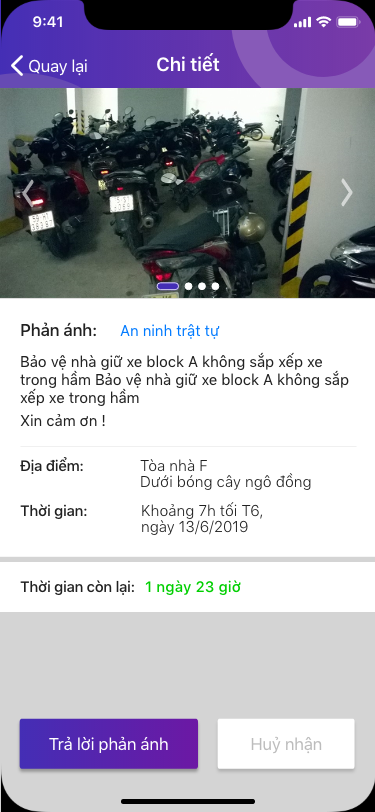 9:41
Quay lại
Chi tiết
Phản ánh:
An ninh trật tự
Bảo vệ nhà giữ xe block A không sắp xếp xe
trong hầm Bảo vệ nhà giữ xe block A không sắp
xếp xe trong hầm
Xin cảm ơn !
Địa điểm:
Tòa nhà F
Dưới bóng cây ngô đồng
Thời gian:
Khoảng 7h tối T6,
ngày 13/6/2019
Thời gian còn lại:
1 ngày 23 giờ
Trả lời phản ánh
Huỷ nhận